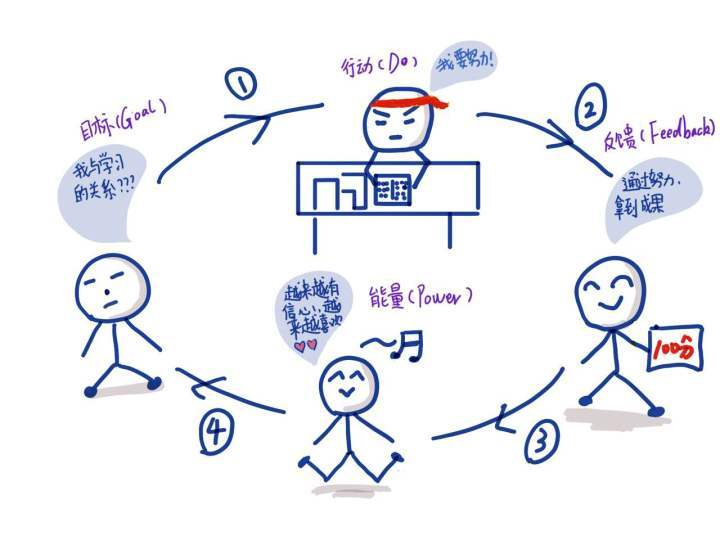 ①
行动(Do)
我要努力!
②
目标(Goal)
反馈(Feedback)
我与学习
的关系???
通过努力,
拿到成果
越来越有
信心,越
来越喜欢
能量(Power)
100分
④
③